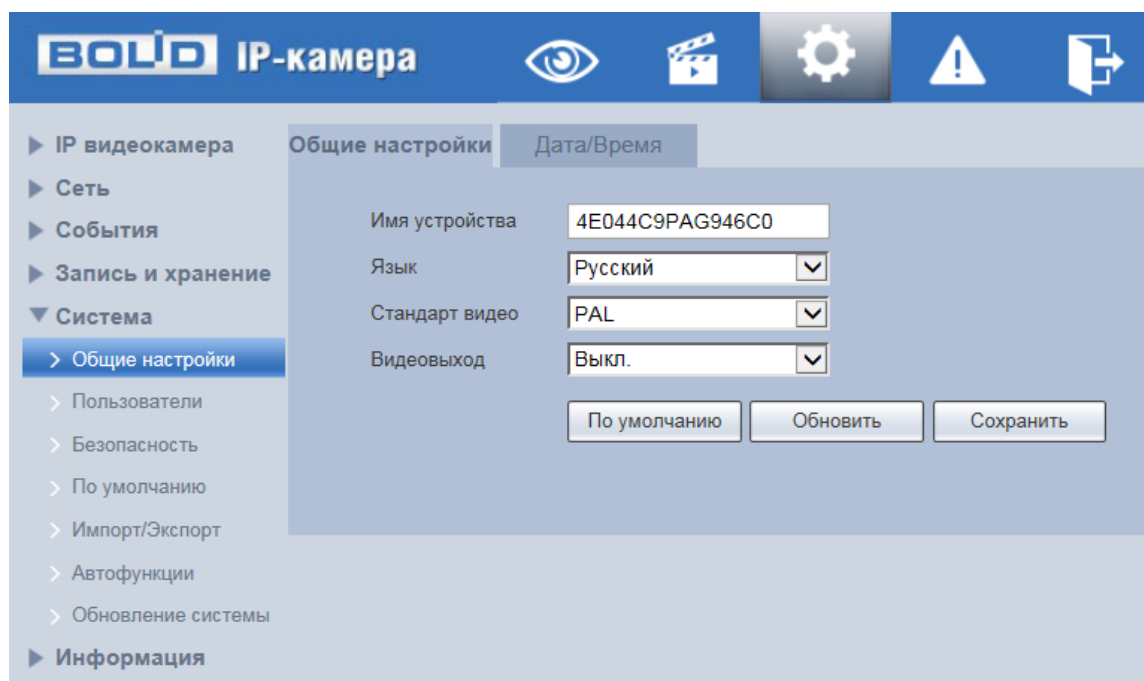 BOLID IP-камера
IP видеокамера
Сеть
События
Запись и хранение
Система
Общие настройки
Пользователи
Безопасность
По умолчанию
Импорт/Экспорт
Автофункции
Обновление системы
Информация
Общие настройки Дата/Время
Имя устройства 4E044C9PAG946C0
Язык Русский
Стандарт видео PAL
Видеовыход Выкл.
По умолчанию Обновить Сохранить